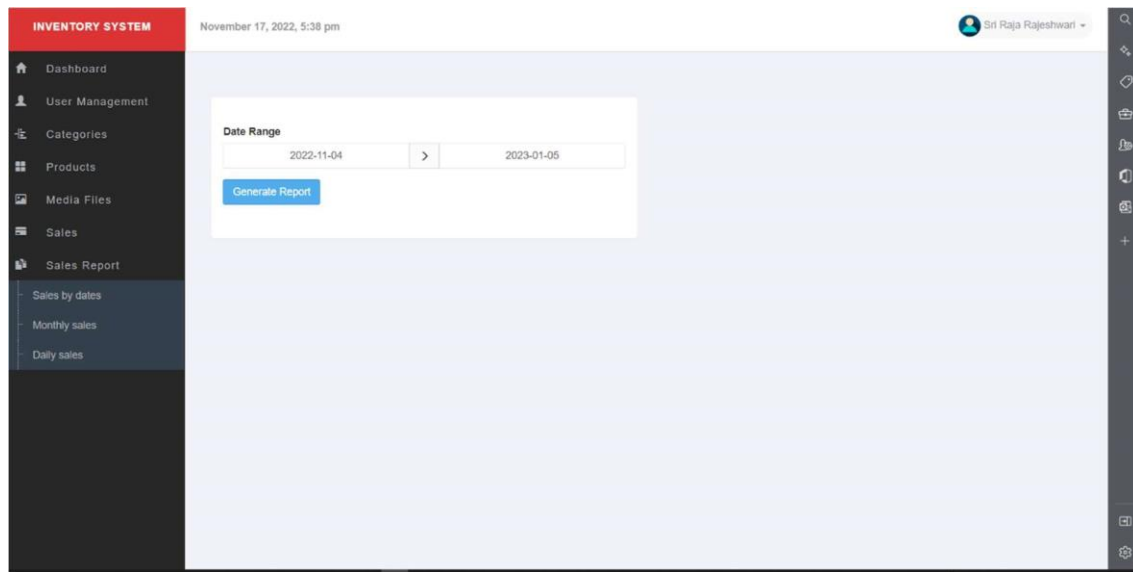 INVENTORY SYSTEM
November 17, 2022, 5:38 pm
Sri Raja Rajeshwari
Dashboard
User Management
Categories
Products
Media Files
Sales
Sales Report
Sales by dates
Monthly sales
Daily sales
Date Range
2022-11-04 > 2023-01-05
Generate Report